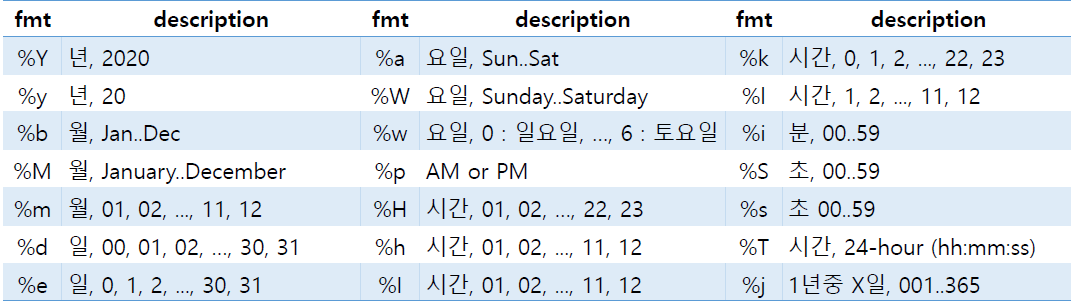 fmt description fmt description fmt description
%Y 년, 2020 %a 요일, Sun..Sat %k 시간, 0, 1, 2, ..., 22, 23
%y 년, 20 %W 요일, Sunday..Saturday %l 시간, 1, 2, ..., 11, 12
%b 월, Jan..Dec %w 요일, 0 : 일요일, ..., 6 : 토요일 %i 분, 00..59
%M 월, January..December %p AM or PM %S 초, 00..59
%m 월, 01, 02, ..., 11, 12 %H 시간, 01, 02, ..., 22, 23 %s 초 00..59
%d 일, 00, 01, 02, ..., 30, 31 %h 시간, 01, 02, ..., 11, 12 %T 시간, 24-hour (hh:mm:ss)
%e 일, 0, 1, 2, ..., 30, 31 %I 시간, 01, 02, ..., 11, 12 %j 1년중 X일, 001..365